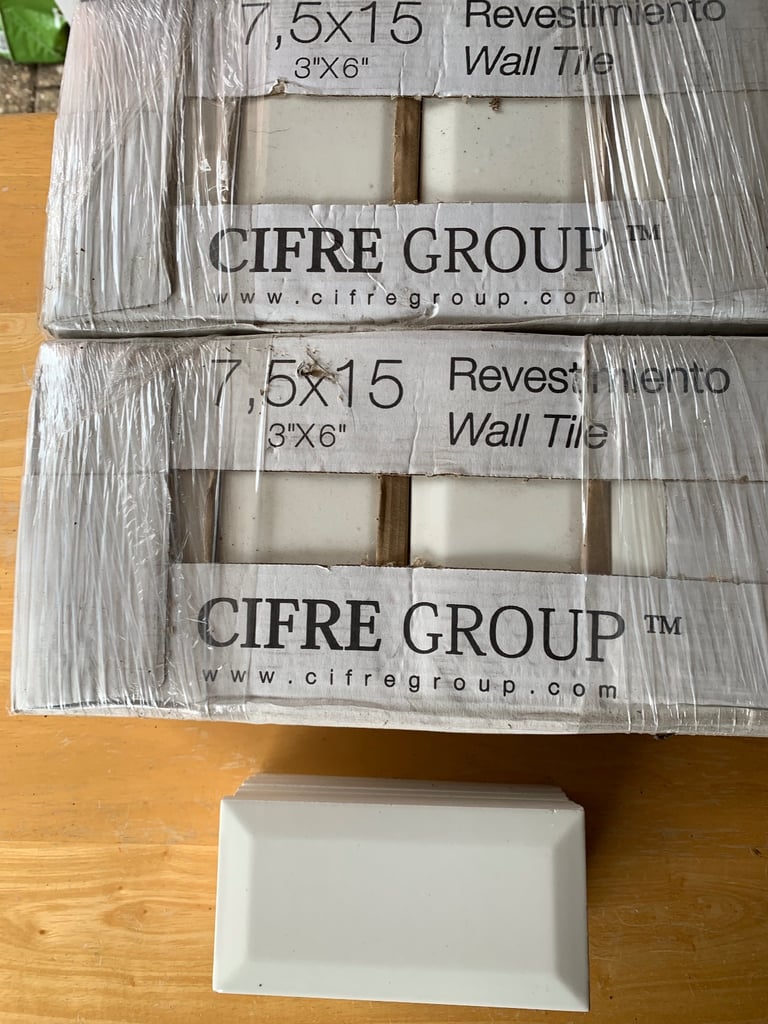 7,5x15
3"X6"
Revestimiento
Wall Tile
CIFRE GROUP ™
www.cifregroup.com
7,5x15
3"X6"
Revestimiento
Wall Tile
CIFRE GROUP ™
www.cifregroup.com